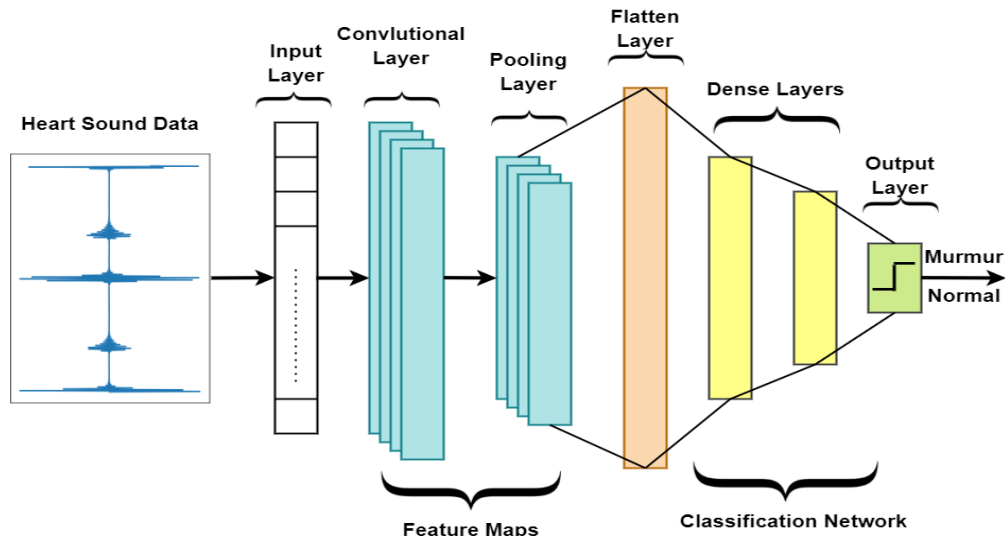 Heart Sound Data
Input
Layer
Convlutional
Layer
Pooling
Layer
Flatten
Layer
Dense Layers
Output
Layer
Murmur
Normal
Feature Maps
Classification Network